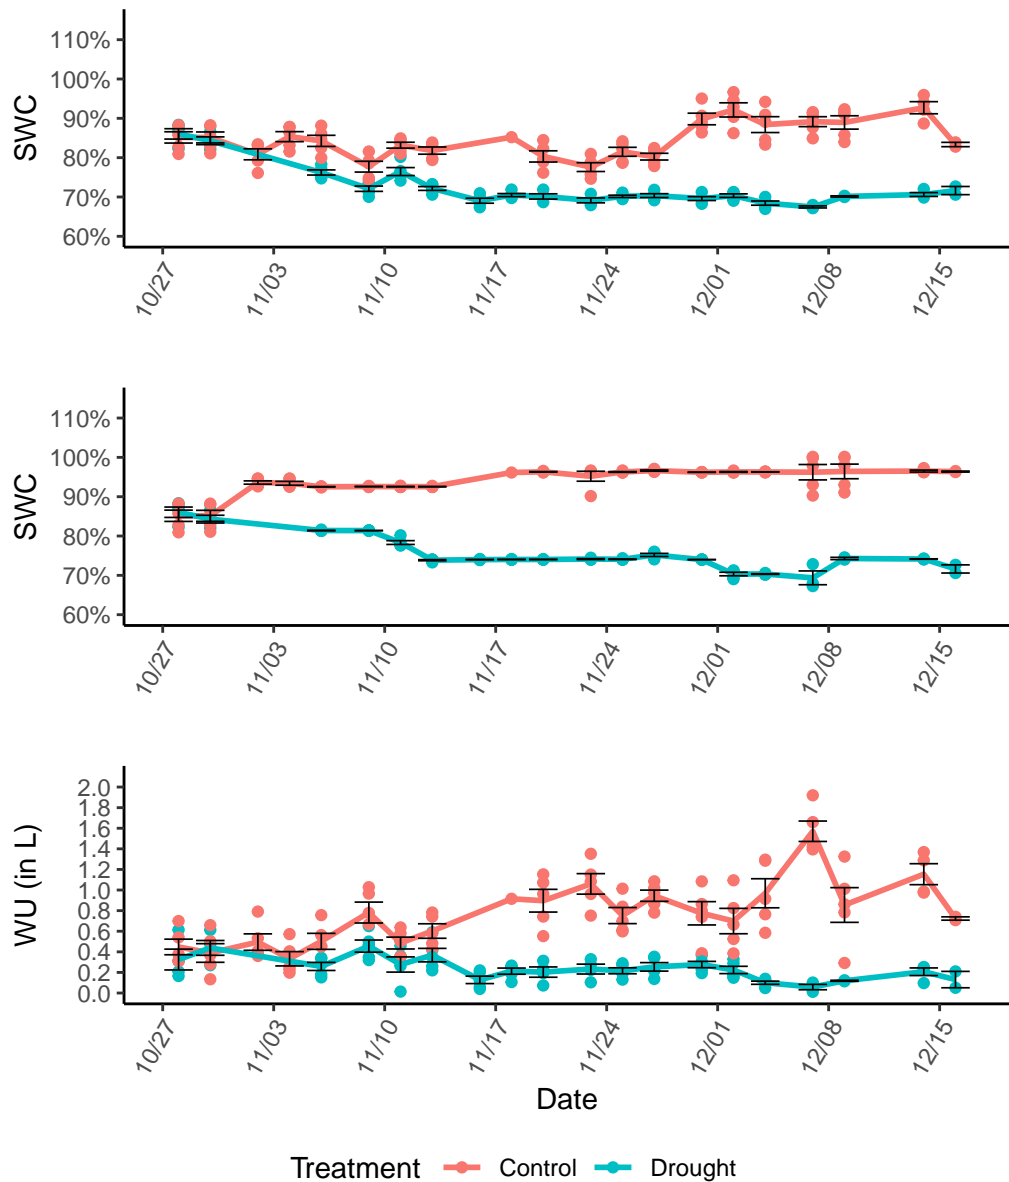 SWC
110%
100%
90%
80%
70%
60%
10/27 11/03 11/10 11/17 11/24 12/01 12/08 12/15
SWC
110%
100%
90%
80%
70%
60%
10/27 11/03 11/10 11/17 11/24 12/01 12/08 12/15
WU (in L)
2.0
1.8
1.6
1.4
1.2
1.0
0.8
0.6
0.4
0.2
0.0
10/27 11/03 11/10 11/17 11/24 12/01 12/08 12/15
Date
Treatment Control Drought